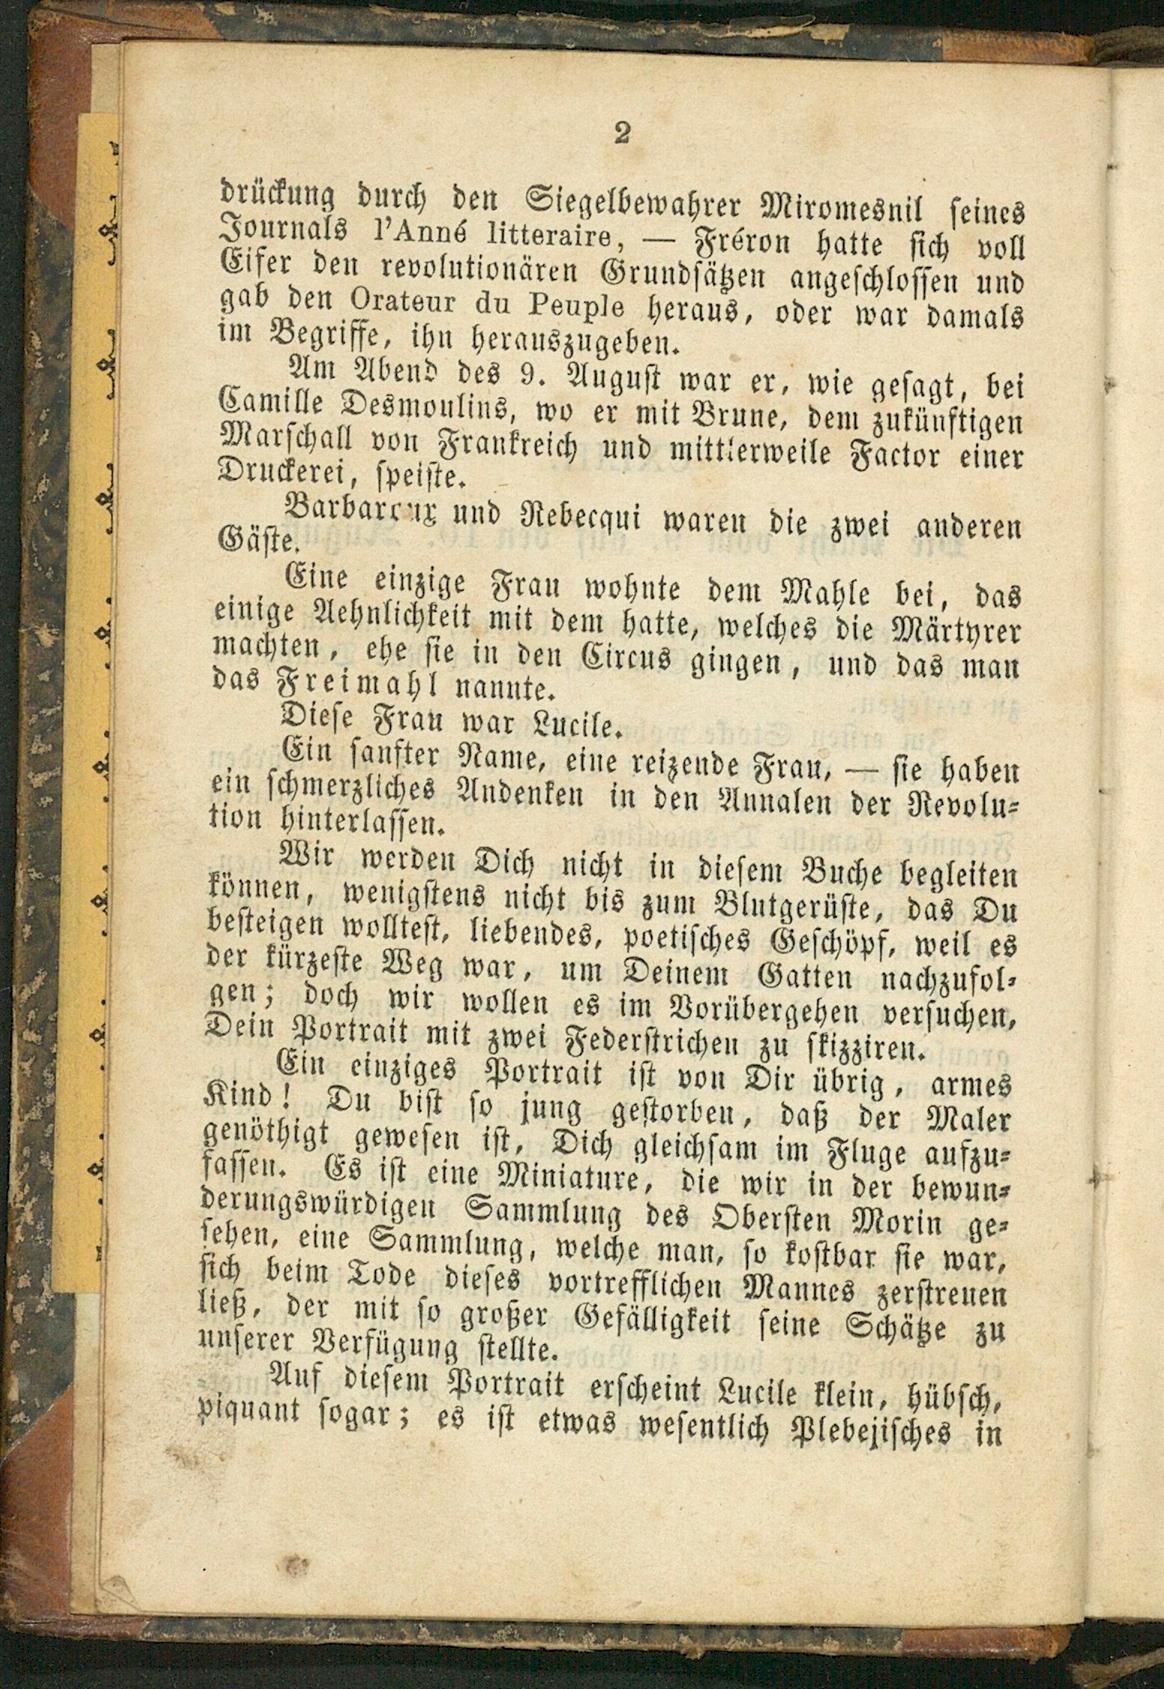 2
drückung durch den Siegelbewahrer Miromesnil seines
Journals l'Anné litteraire, — Fréron hatte sich voll
Eifer den revolutionären Grundsätzen angeschlossen und
gab den Orateur du Peuple heraus, oder war damals
im Begriffe, ihn herauszugeben.
Am Abend des 9. August war er, wie gesagt, bei
Camille Desmoulins, wo er mit Brune, dem zukünftigen
Marschall von Frankreich und mittlerweile Factor einer
Druckerei, speiste.
Barbaroux und Rebecqui waren die zwei anderen
Gäste.
Eine einzige Frau wohnte dem Mahle bei, das
einige Aehnlichkeit mit dem hatte, welches die Märtyrer
machten, ehe sie in den Circus gingen, und das man
das Freimahl nannte.
Diese Frau war Lucile.
Ein sanfter Name, eine reizende Frau, — sie haben
ein schmerzliches Andenken in den Annalen der Revolu-
tion hinterlassen.
Wir werden Dich nicht in diesem Buche begleiten
können, wenigstens nicht bis zum Blutgerüste, das Du
besteigen wolltest, liebendes, poetisches Geschöpf, weil es
der kürzeste Weg war, um Deinem Gatten nachzufol-
gen; doch wir wollen es im Vorübergehen versuchen,
Dein Portrait mit zwei Federstrichen zu skizziren.
Ein einziges Portrait ist von Dir übrig, armes
Kind! Du bist so jung gestorben, daß der Maler
genöthigt gewesen ist, Dich gleichsam im Fluge aufzu-
fassen. Es ist eine Miniature, die wir in der bewun-
derungswürdigen Sammlung des Obersten Morin ge-
sehen, eine Sammlung, welche man, so kostbar sie war,
sich beim Tode dieses vortrefflichen Mannes zerstreuen
ließ, der mit so großer Gefälligkeit seine Schätze zu
unserer Verfügung stellte.
Auf diesem Portrait erscheint Lucile klein, hübsch,
piquant sogar; es ist etwas wesentlich Plebejisches in